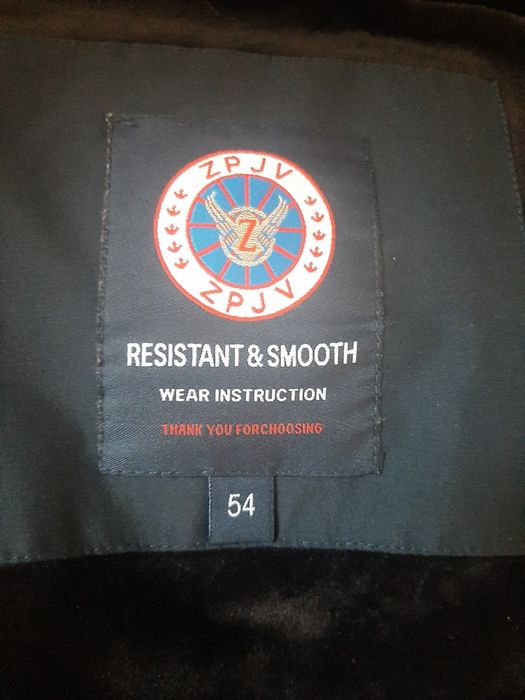 ZPJV
Z
ZPJV
RESISTANT & SMOOTH
WEAR INSTRUCTION
THANK YOU FORCHOOSING
54